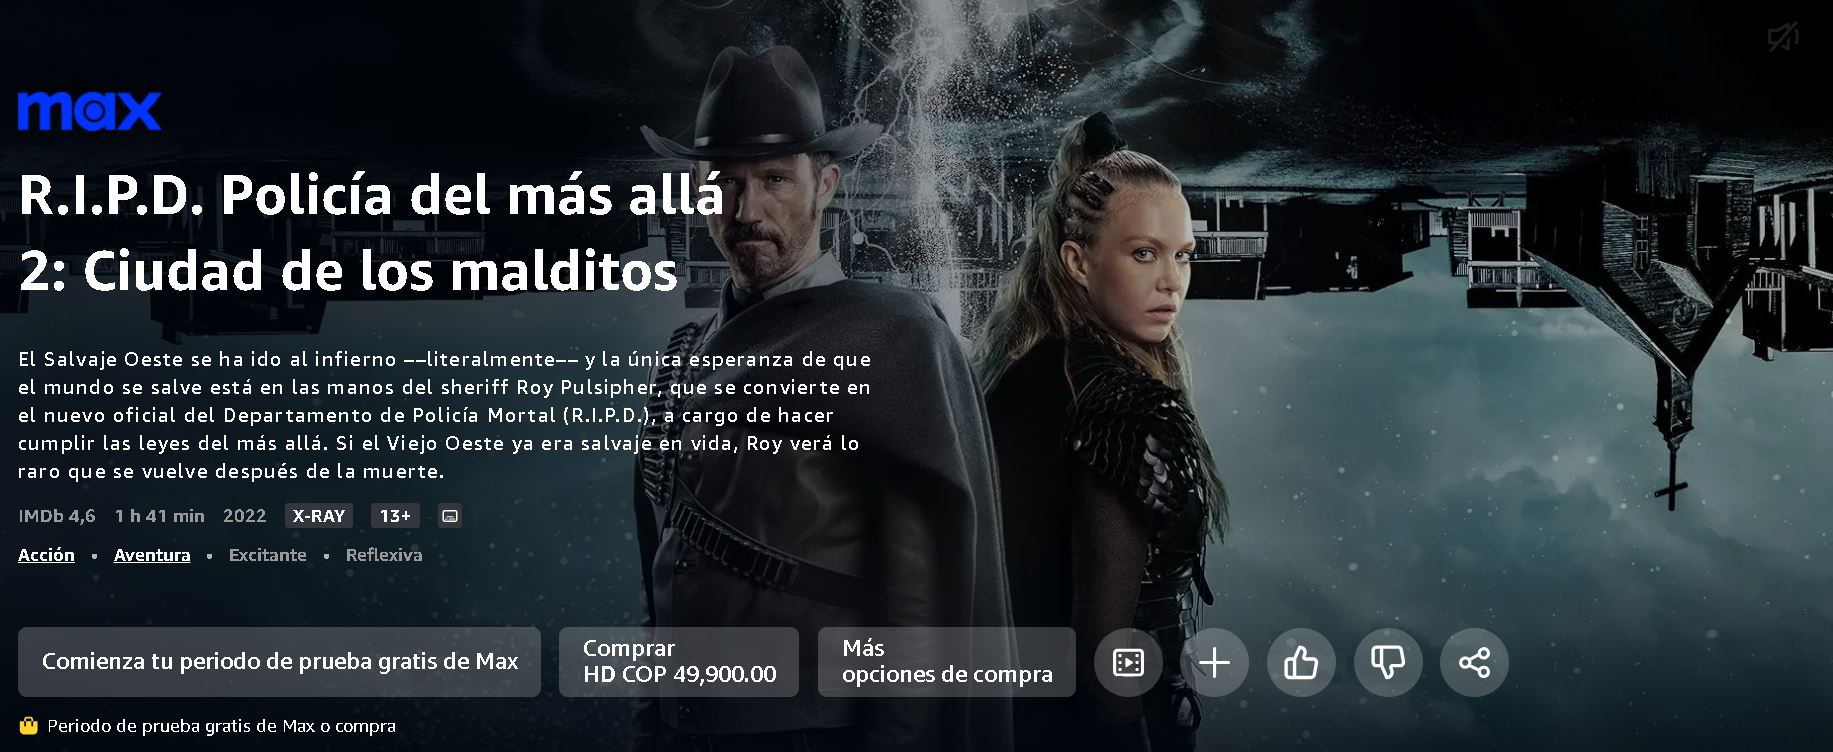 max
R.I.P.D. Policía del más allá
2: Ciudad de los malditos
El Salvaje Oeste se ha ido al infierno ––literalmente–– y la única esperanza de que
el mundo se salve está en las manos del sheriff Roy Pulsipher, que se convierte en
el nuevo oficial del Departamento de Policía Mortal (R.I.P.D.), a cargo de hacer
cumplir las leyes del más allá. Si el Viejo Oeste ya era salvaje en vida, Roy verá lo
raro que se vuelve después de la muerte.
IMDb 4,6 1 h 41 min 2022 X-RAY 13+
Acción • Aventura • Excitante • Reflexiva
Comienza tu periodo de prueba gratis de Max
Comprar
HD COP 49,900.00
Más
opciones de compra
Periodo de prueba gratis de Max o compra